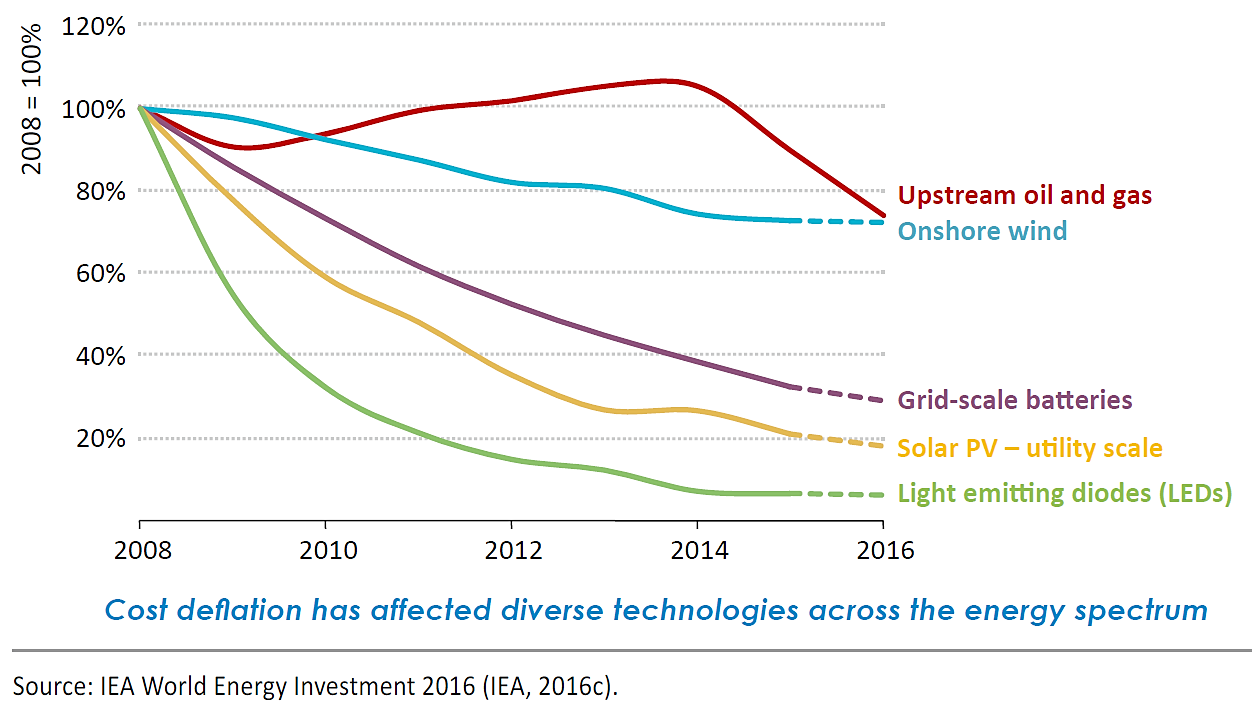 2008 = 100%
120%
100%
80%
60%
40%
20%
Upstream oil and gas
Onshore wind
Grid-scale batteries
Solar PV – utility scale
Light emitting diodes (LEDs)
2008 2010 2012 2014 2016
Cost deflation has affected diverse technologies across the energy spectrum
Source: IEA World Energy Investment 2016 (IEA, 2016c).